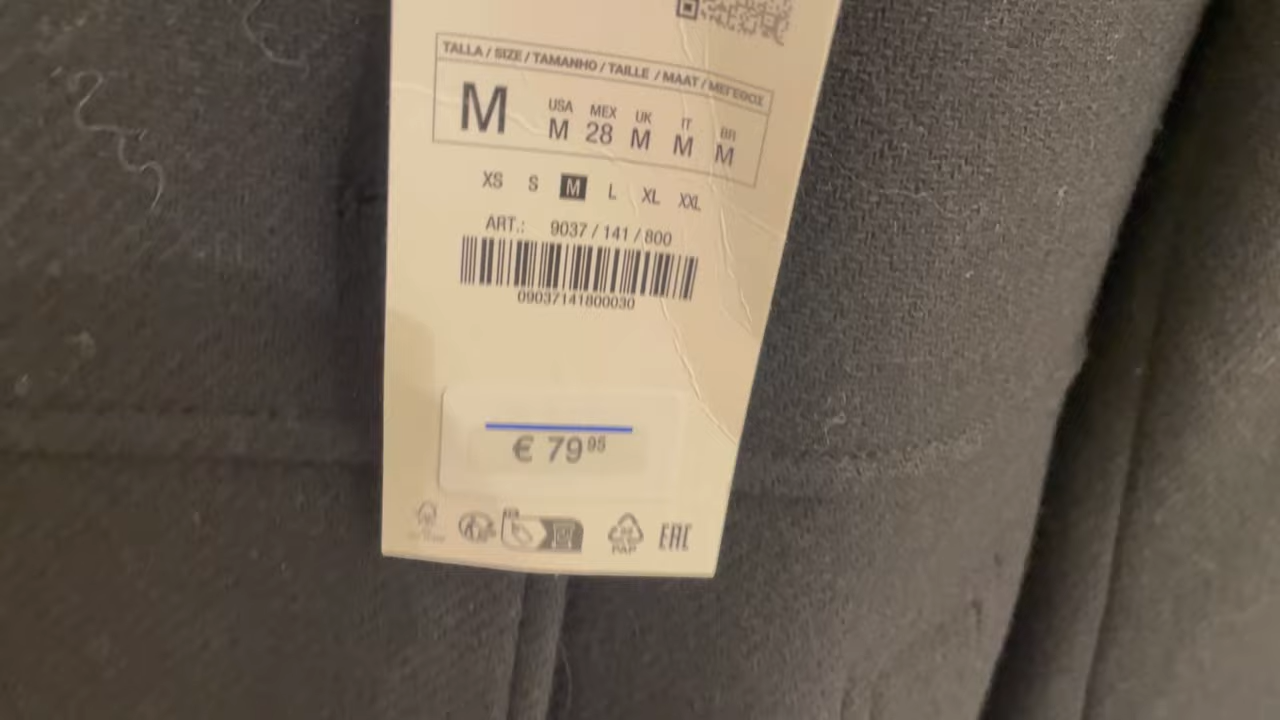 TALLA / SIZE / TAMANHO / TAILLE / MAAT / ΜΕΓΕΘΟΣ
M
USA MEX UK IT BR
M 28 M M M
XS S M L XL XXL
ART.: 9037 / 141 / 800
09037141800030
€ 79 95
PAP
EAC